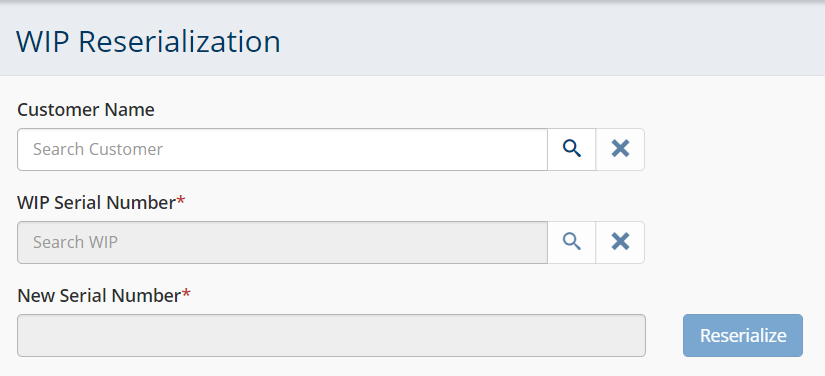 WIP Reserialization
Customer Name
Search Customer
WIP Serial Number*
Search WIP
New Serial Number*
Reserialize